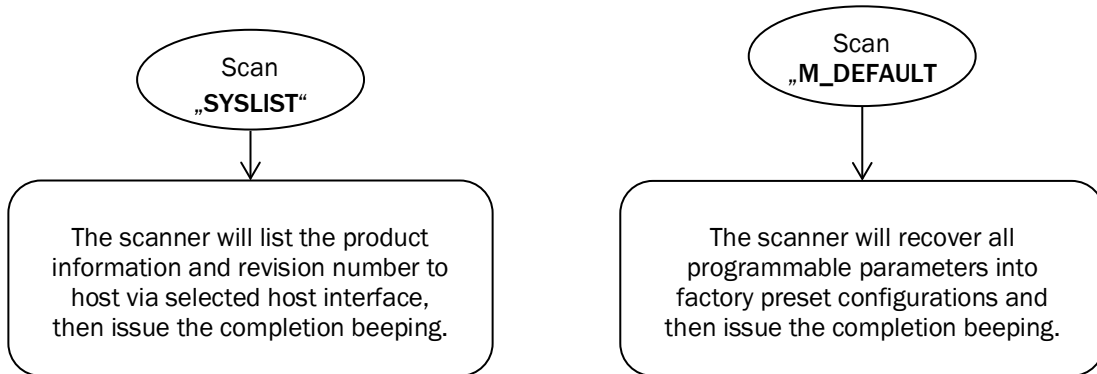 Scan
„SYSLIST“
The scanner will list the product
information and revision number to
host via selected host interface,
then issue the completion beeping.
Scan
„M_DEFAULT
The scanner will recover all
programmable parameters into
factory preset configurations and
then issue the completion beeping.